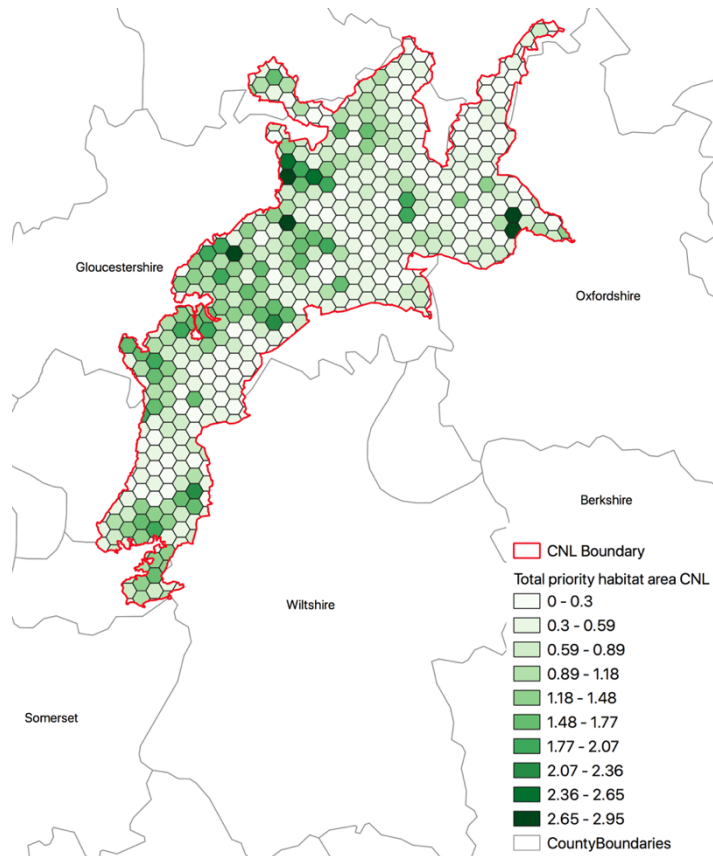 Gloucestershire
Oxfordshire
Berkshire
Wiltshire
Somerset
CNL Boundary
Total priority habitat area CNL
0 - 0.3
0.3 - 0.59
0.59 - 0.89
0.89 - 1.18
1.18 - 1.48
1.48 - 1.77
1.77 - 2.07
2.07 - 2.36
2.36 - 2.65
2.65 - 2.95
CountyBoundaries